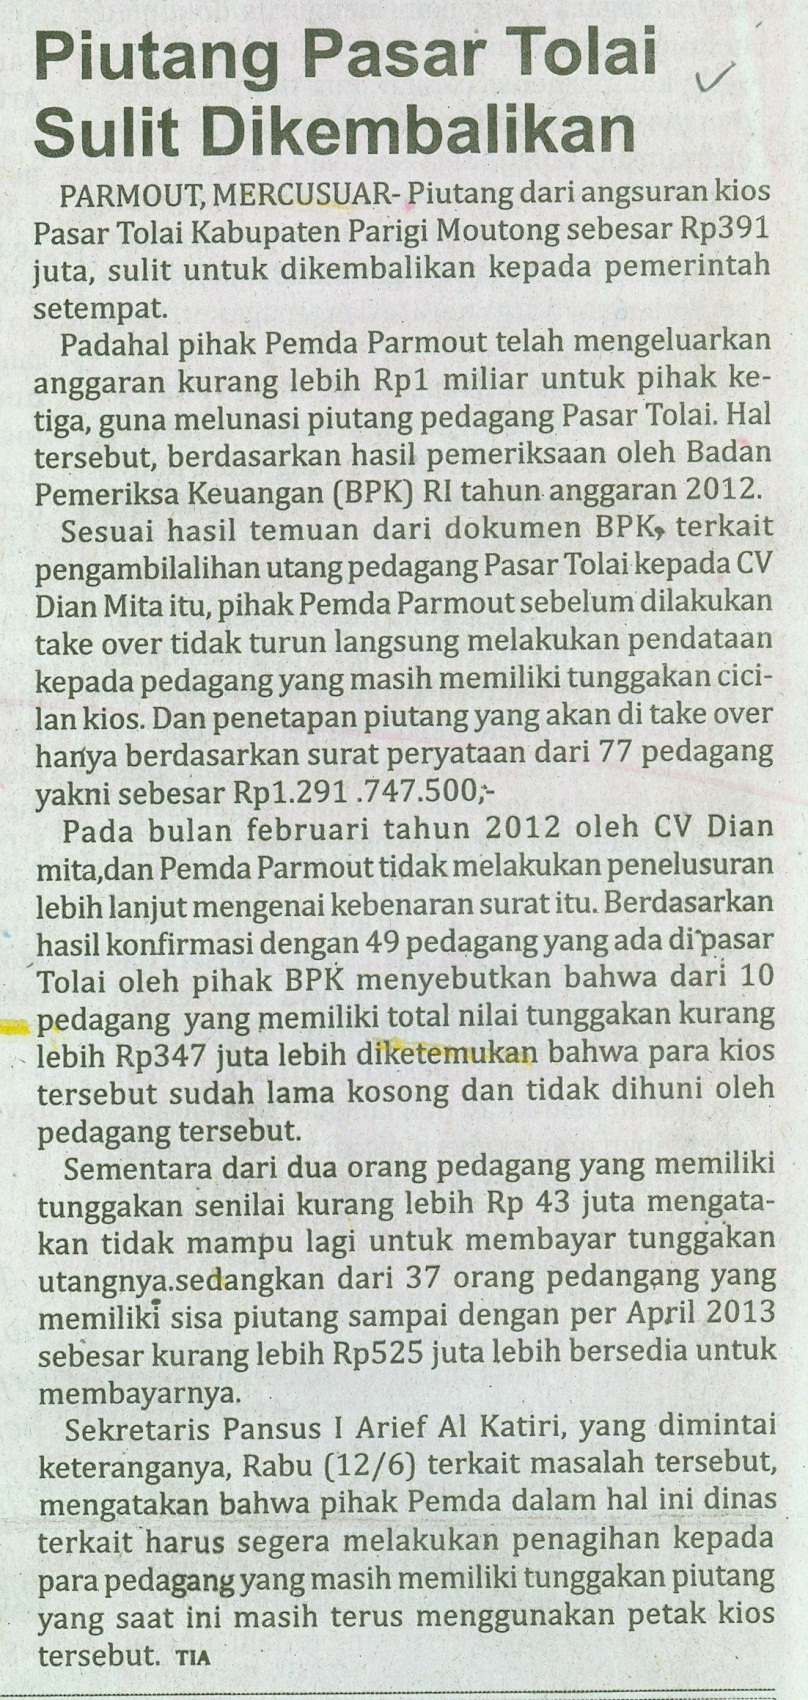 Piutang Pasar Tolai
Sulit Dikembalikan
PARMOUT, MERCUSUAR- Piutang dari angsuran kios
Pasar Tolai Kabupaten Parigi Moutong sebesar Rp391
juta, sulit untuk dikembalikan kepada pemerintah
setempat.
Padahal pihak Pemda Parmout telah mengeluarkan
anggaran kurang lebih Rp1 miliar untuk pihak ke-
tiga, guna melunasi piutang pedagang Pasar Tolai. Hal
tersebut, berdasarkan hasil pemeriksaan oleh Badan
Pemeriksa Keuangan (BPK) RI tahun anggaran 2012.
Sesuai hasil temuan dari dokumen BPK, terkait
pengambilalihan utang pedagang Pasar Tolai kepada CV
Dian Mita itu, pihak Pemda Parmout sebelum dilakukan
take over tidak turun langsung melakukan pendataan
kepada pedagang yang masih memiliki tunggakan cici-
lan kios. Dan penetapan piutang yang akan di take over
hanya berdasarkan surat peryataan dari 77 pedagang
yakni sebesar Rp1.291 .747.500,-
Pada bulan februari tahun 2012 oleh CV Dian
mita,dan Pemda Parmout tidak melakukan penelusuran
lebih lanjut mengenai kebenaran surat itu. Berdasarkan
hasil konfirmasi dengan 49 pedagang yang ada di pasar
Tolai oleh pihak BPK menyebutkan bahwa dari 10
pedagang yang memiliki total nilai tunggakan kurang
lebih Rp347 juta lebih diketemukan bahwa para kios
tersebut sudah lama kosong dan tidak dihuni oleh
pedagang tersebut.
Sementara dari dua orang pedagang yang memiliki
tunggakan senilai kurang lebih Rp 43 juta mengata-
kan tidak mampu lagi untuk membayar tunggakan
utangnya.sedangkan dari 37 orang pedangang yang
memiliki sisa piutang sampai dengan per April 2013
sebesar kurang lebih Rp525 juta lebih bersedia untuk
membayarnya.
Sekretaris Pansus I Arief Al Katiri, yang dimintai
keteranganya, Rabu (12/6) terkait masalah tersebut,
mengatakan bahwa pihak Pemda dalam hal ini dinas
terkait harus segera melakukan penagihan kepada
para pedagang yang masih memiliki tunggakan piutang
yang saat ini masih terus menggunakan petak kios
tersebut. TIA